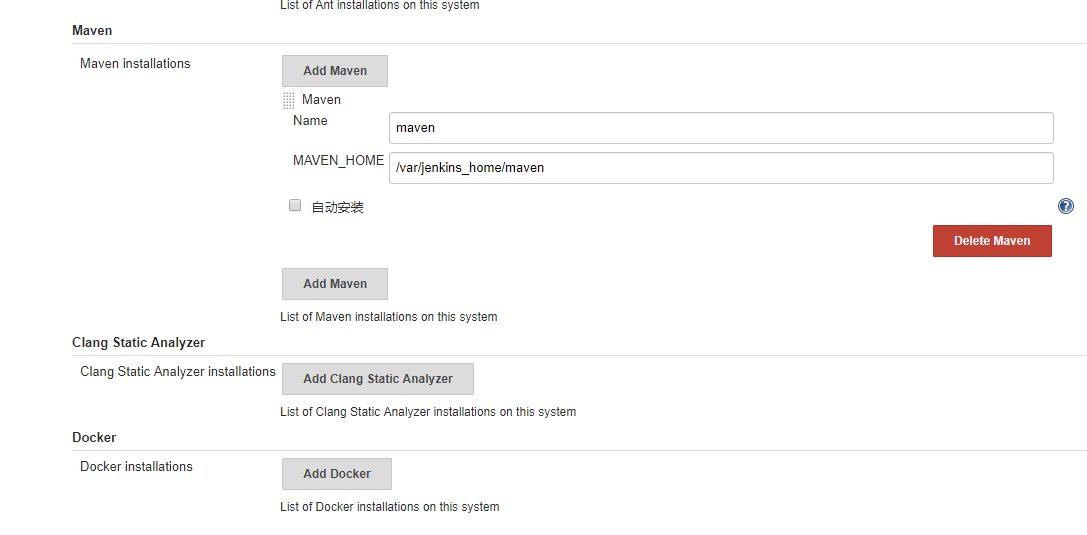 List of Ant installations on this system
Maven
Maven installations
Add Maven
Maven
Name
maven
MAVEN_HOME
/var/jenkins_home/maven
自动安装
?
Delete Maven
Add Maven
List of Maven installations on this system
Clang Static Analyzer
Clang Static Analyzer installations
Add Clang Static Analyzer
List of Clang Static Analyzer installations on this system
Docker
Docker installations
Add Docker
List of Docker installations on this system